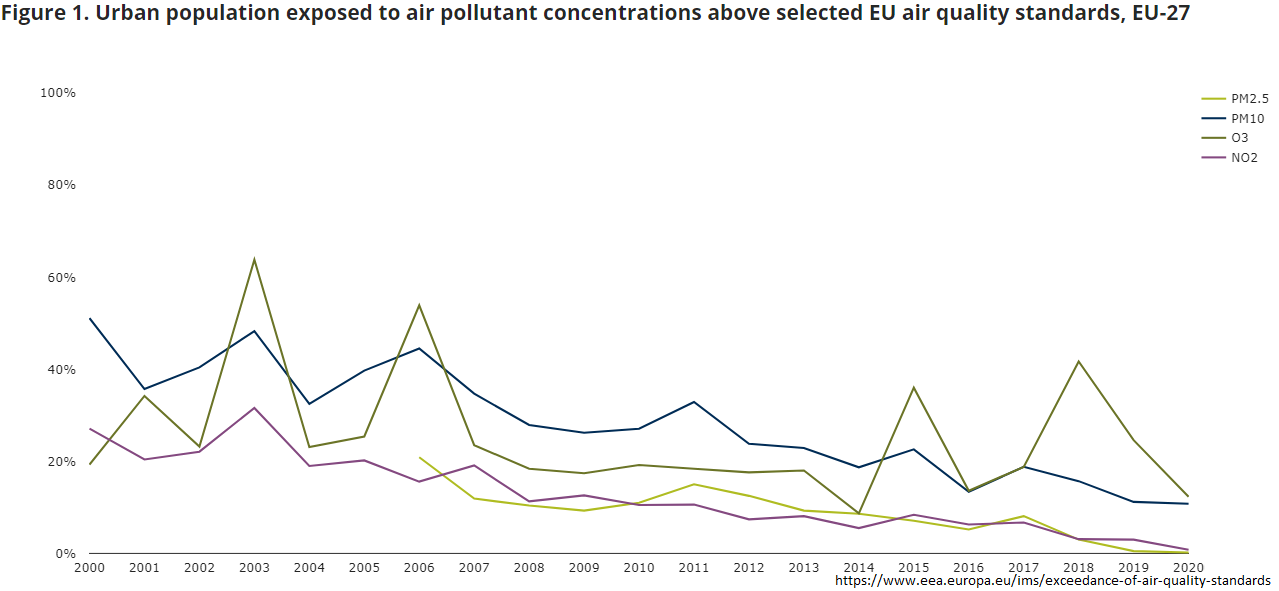 Figure 1. Urban population exposed to air pollutant concentrations above selected EU air quality standards, EU-27
100%
80%
60%
40%
20%
0%
2000 2001 2002 2003 2004 2005 2006 2007 2008 2009 2010 2011 2012 2013 2014 2015 2016 2017 2018 2019 2020
PM2.5
PM10
O3
NO2
https://www.eea.europa.eu/ims/exceedance-of-air-quality-standards